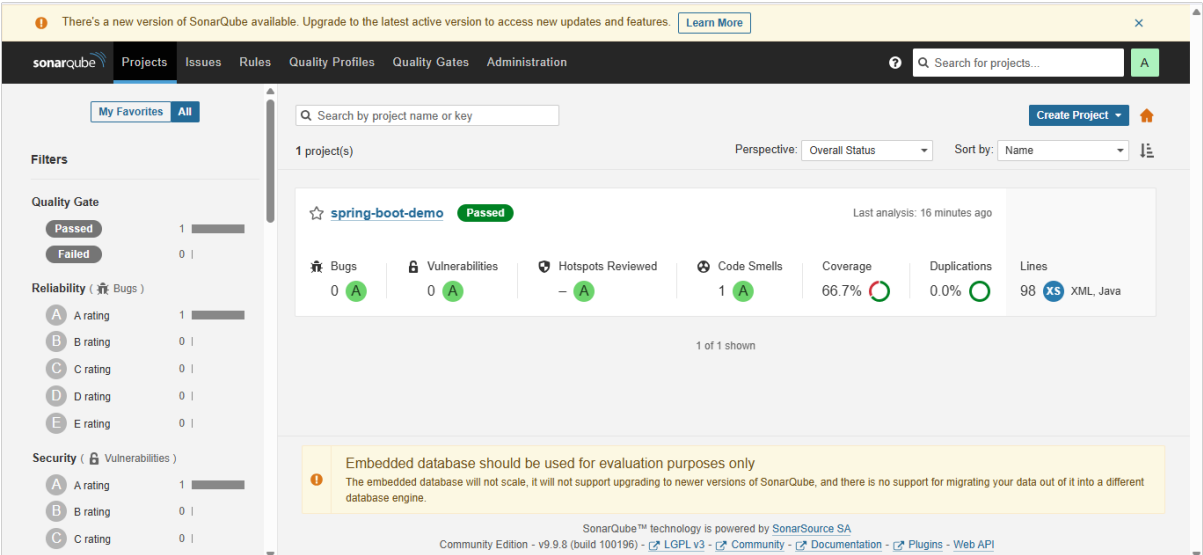 There's a new version of SonarQube available. Upgrade to the latest active version to access new updates and features. Learn More
sonarqube Projects Issues Rules Quality Profiles Quality Gates Administration ? Search for projects... A
My Favorites All
Filters
Quality Gate
Passed 1
Failed 0
Reliability ( Bugs )
A A rating 1
B B rating 0
C C rating 0
D D rating 0
E E rating 0
Security ( Vulnerabilities )
A A rating 1
B B rating 0
C C rating 0
Search by project name or key Create Project
1 project(s) Perspective: Overall Status Sort by: Name
spring-boot-demo Passed Last analysis: 16 minutes ago
Bugs Vulnerabilities Hotspots Reviewed Code Smells Coverage Duplications Lines
0 A 0 A – A 1 A 66.7% 0.0% 98 XS XML, Java
1 of 1 shown
Embedded database should be used for evaluation purposes only
The embedded database will not scale, it will not support upgrading to newer versions of SonarQube, and there is no support for migrating your data out of it into a different
database engine.
SonarQube™ technology is powered by SonarSource SA
Community Edition - v9.9.8 (build 100196) - LGPL v3 - Community - Documentation - Plugins - Web API